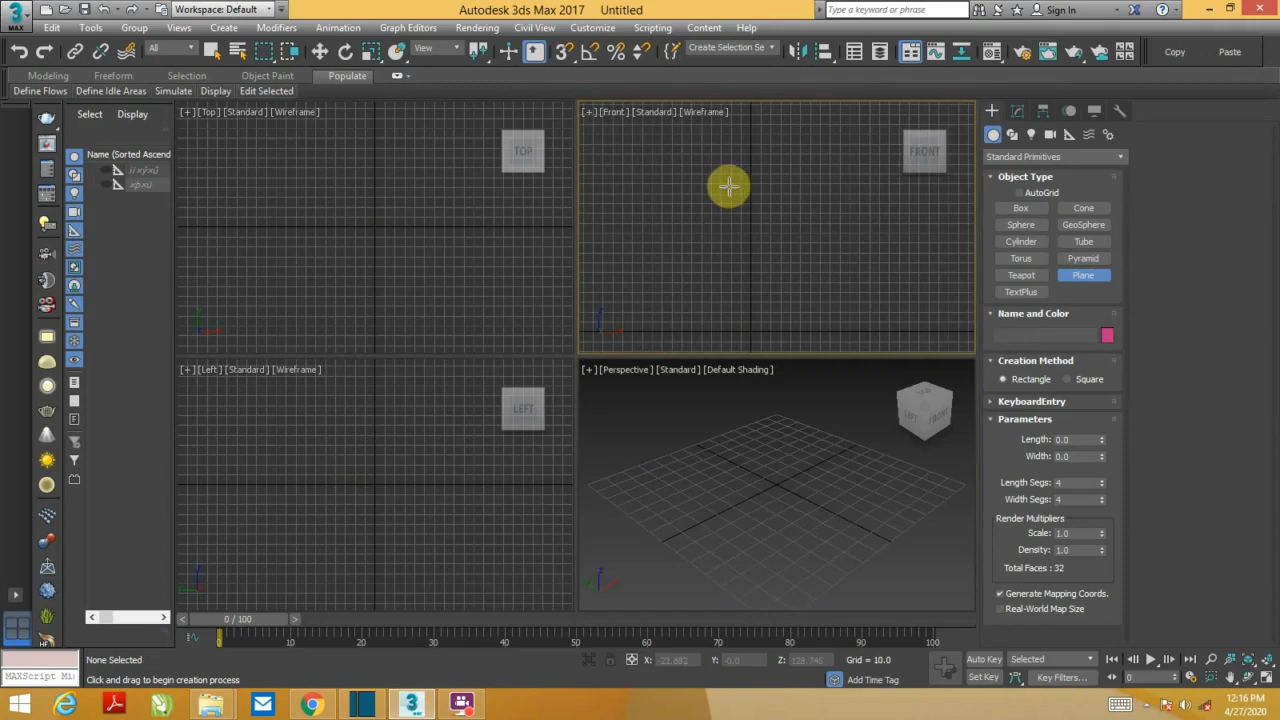 Workspace: Default
Autodesk 3ds Max 2017 Untitled
Type a keyword or phrase
Sign In
MAX
Edit Tools Group Views Create Modifiers Animation Graph Editors Rendering Civil View Customize Scripting Content Help
All
View
Create Selection Se
Copy Paste
Modeling Freeform Selection Object Paint Populate
Define Flows Define Idle Areas Simulate Display Edit Selected
Select Display
Name (Sorted Ascend
[+] [Top] [Standard] [Wireframe]
TOP
[+] [Front] [Standard] [Wireframe]
FRONT
[+] [Left] [Standard] [Wireframe]
LEFT
[+] [Perspective] [Standard] [Default Shading]
LEFT FRONT
Standard Primitives
Object Type
AutoGrid
Box Cone
Sphere GeoSphere
Cylinder Tube
Torus Pyramid
Teapot Plane
TextPlus
Name and Color
Creation Method
Rectangle Square
KeyboardEntry
Parameters
Length: 0.0
Width: 0.0
Length Segs: 4
Width Segs: 4
Render Multipliers
Scale: 1.0
Density: 1.0
Total Faces : 32
Generate Mapping Coords.
Real-World Map Size
0 / 100
0 10 20 30 40 50 60 70 80 90 100
None Selected
X: -21.682 Y: -0.0 Z: 128.745 Grid = 10.0
Auto Key Selected
MAXScript Mi
Click and drag to begin creation process
Add Time Tag
Set Key Key Filters...
0
12:16 PM
4/27/2020